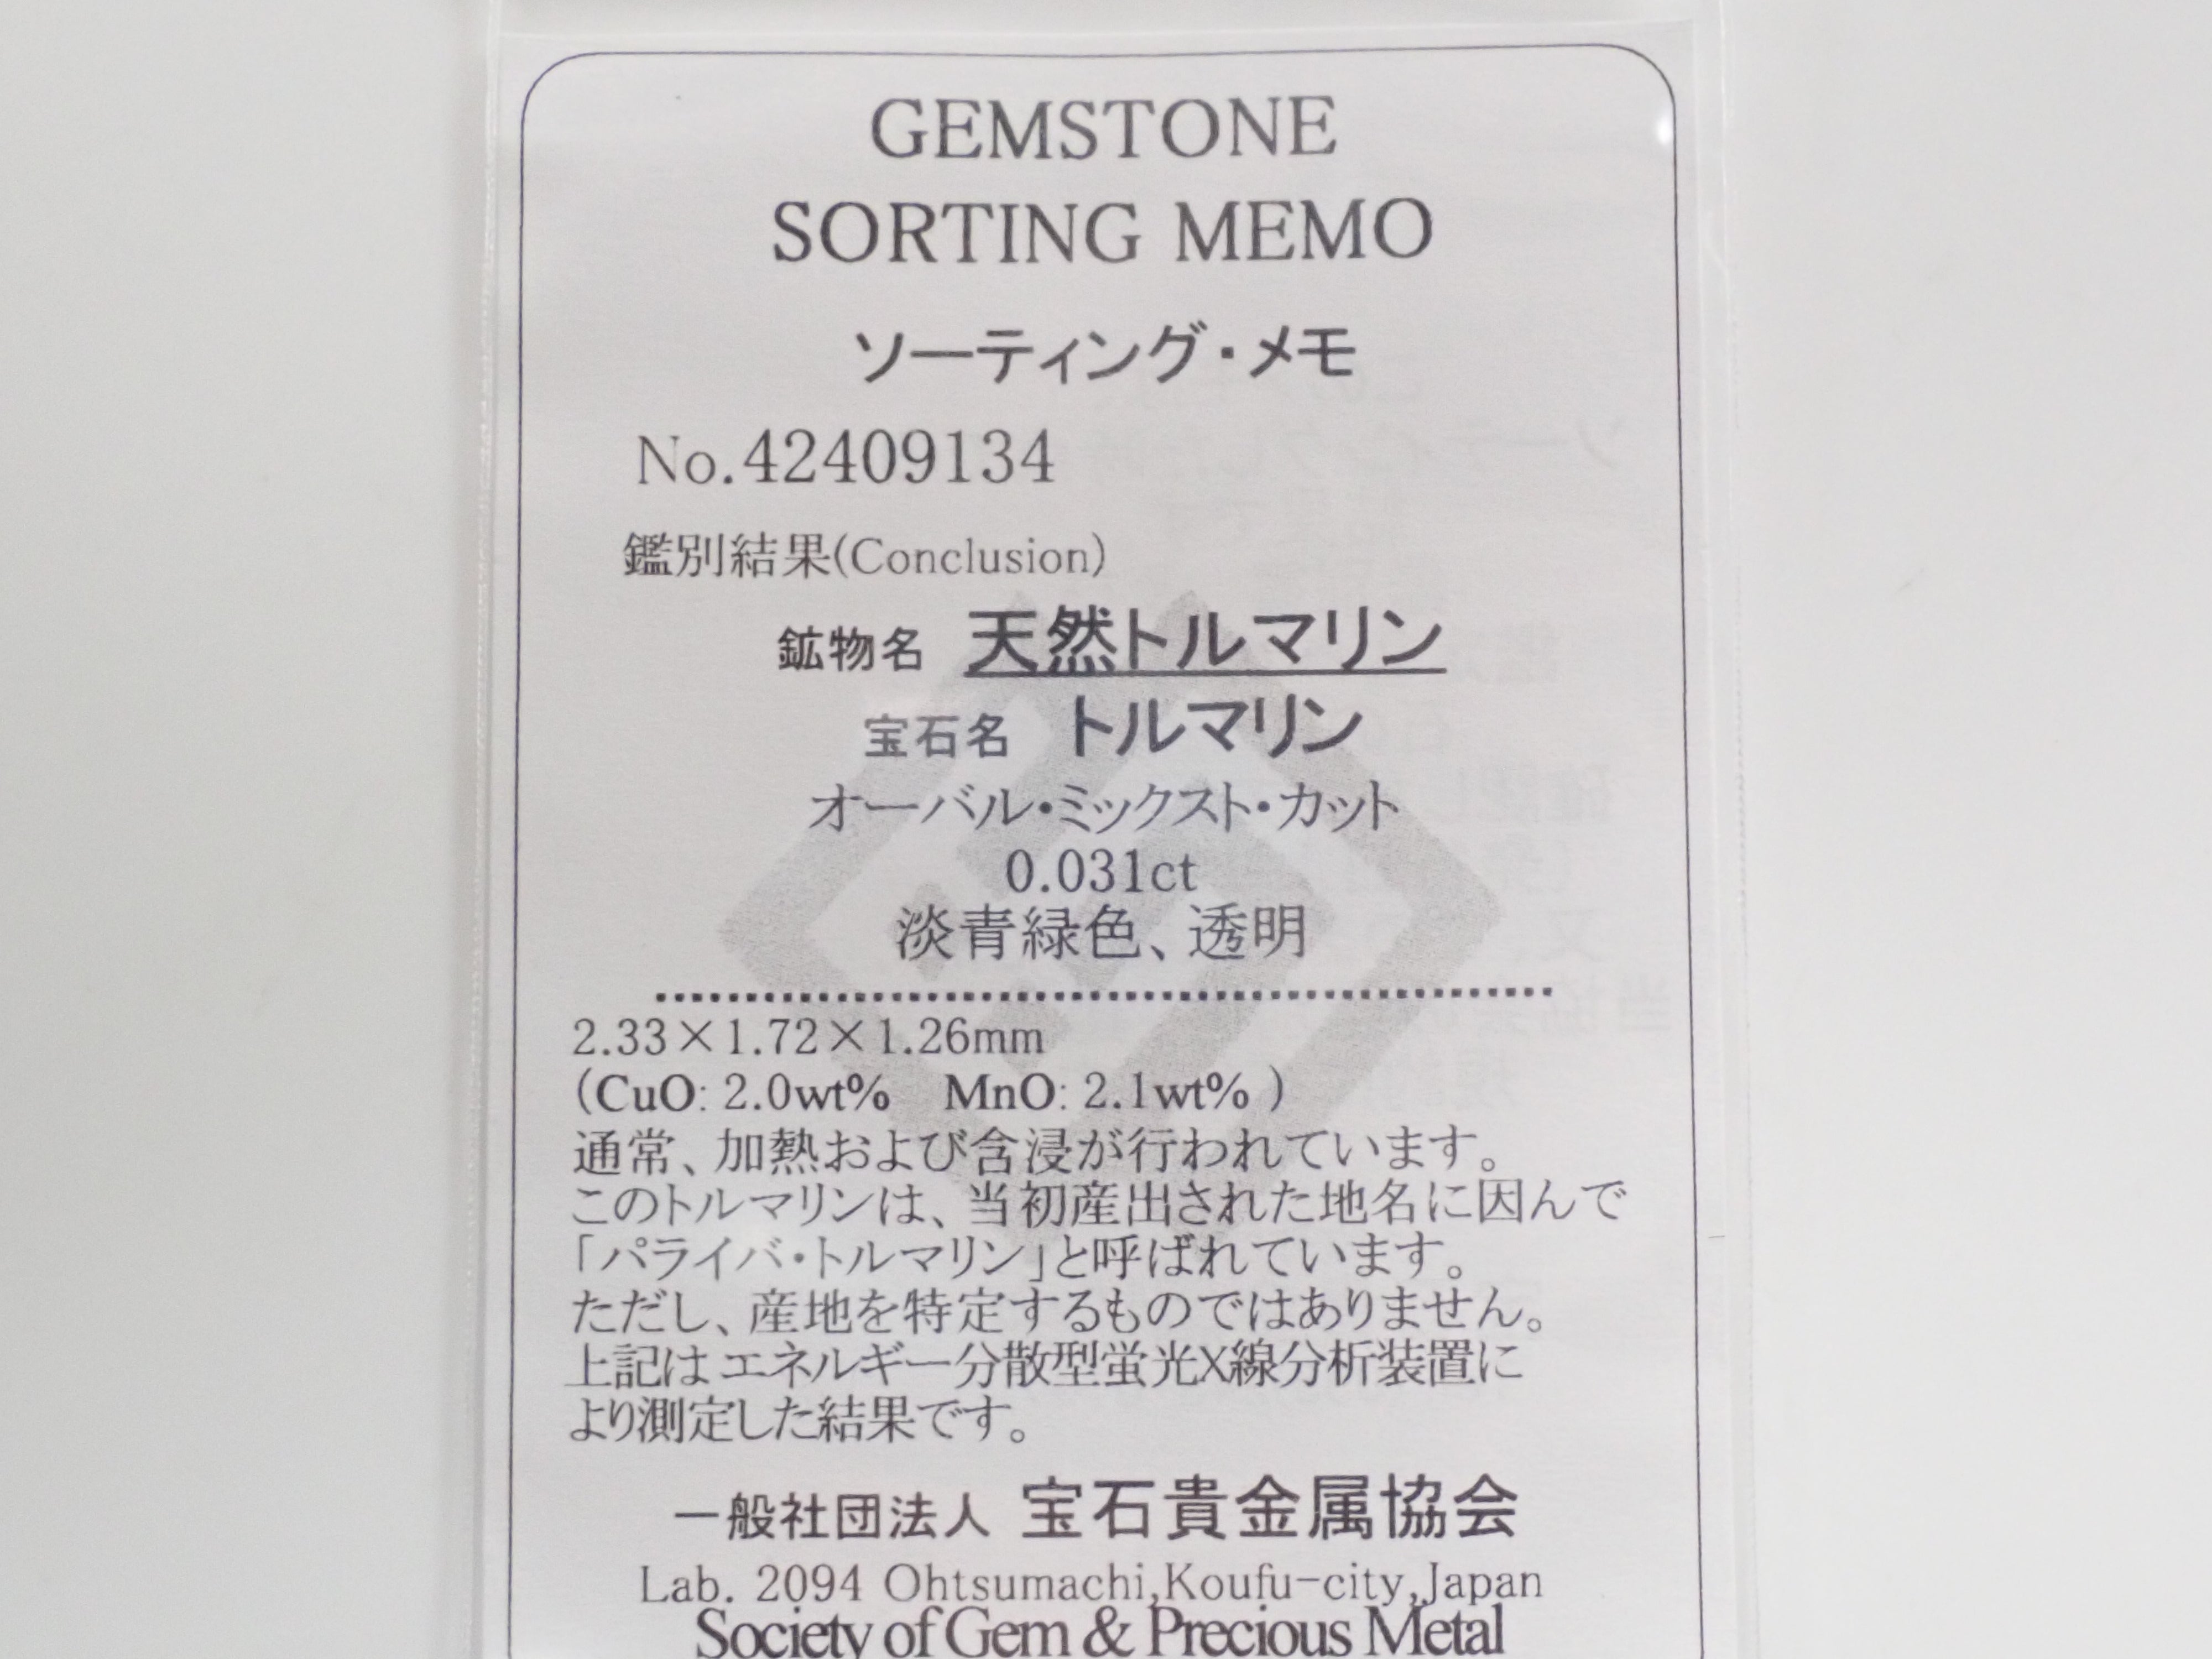 GEMSTONE
SORTING MEMO
ソーティング・メモ
No.42409134
鑑別結果(Conclusion)
鉱物名 天然トルマリン
宝石名 トルマリン
オーバル・ミックスト・カット
0.031ct
淡青緑色、透明
2.33×1.72×1.26mm
(CuO: 2.0wt% MnO: 2.1wt% )
通常、加熱および含浸が行われています。
このトルマリンは、当初産出された地名に因んで
「パライバ・トルマリン」と呼ばれています。
ただし、産地を特定するものではありません。
上記はエネルギー分散型蛍光X線分析装置に
より測定した結果です。
一般社団法人 宝石貴金属協会
Lab. 2094 Ohtsumachi,Koufu-city,Japan
Society of Gem & Precious Metal